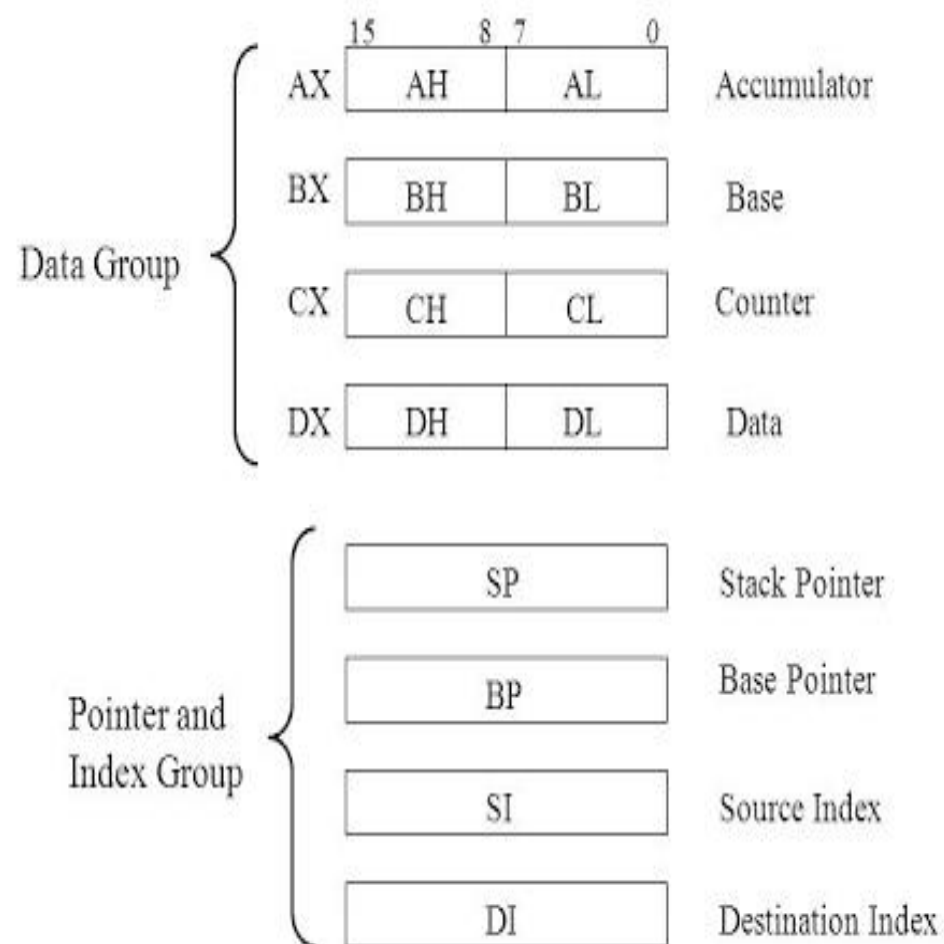 15 8 7 0
AX AH AL Accumulator
BX BH BL Base
Data Group
CX CH CL Counter
DX DH DL Data
SP Stack Pointer
BP Base Pointer
Pointer and
Index Group
SI Source Index
DI Destination Index